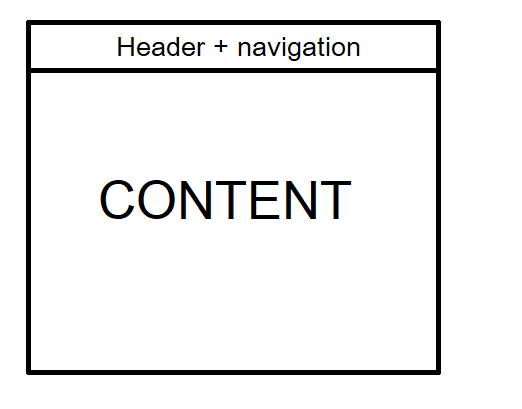 Header + navigation
CONTENT